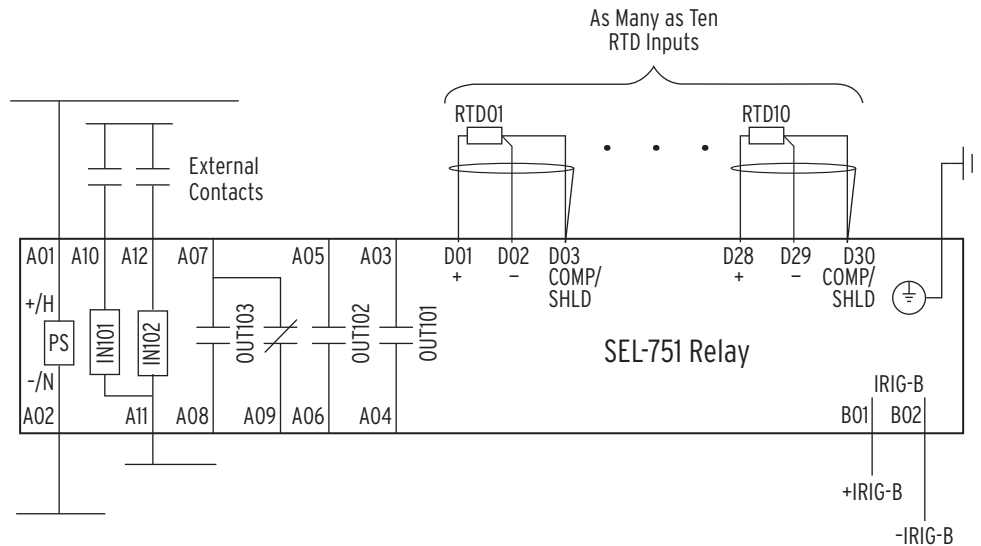 As Many as Ten
RTD Inputs
RTD01
RTD10
External
Contacts
A01 A10 A12 A07 A05 A03 D01 D02 D03 D28 D29 D30
+ – COMP/ + – COMP/
SHLD SHLD
+/H
PS
–/N
IN101
IN102
OUT103
OUT102
OUT101
SEL-751 Relay
IRIG-B
A02 A11 A08 A09 A06 A04 B01 B02
+IRIG-B
–IRIG-B